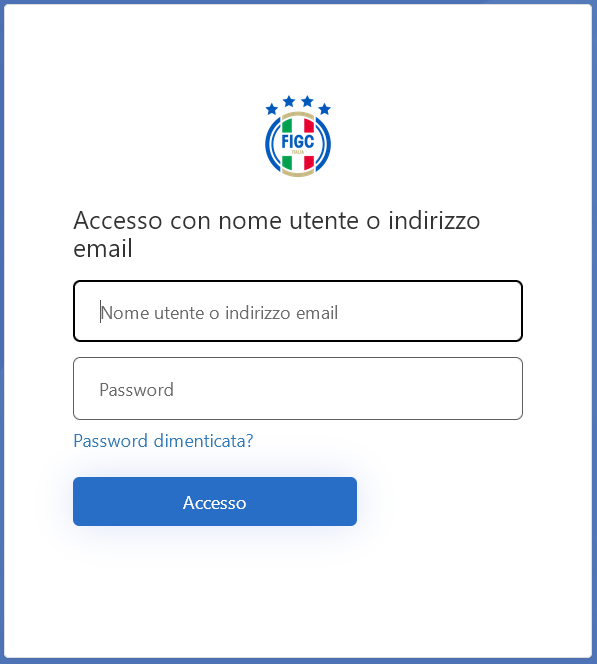 FIGC
ITALIA
Accesso con nome utente o indirizzo
email
Nome utente o indirizzo email
Password
Password dimenticata?
Accesso